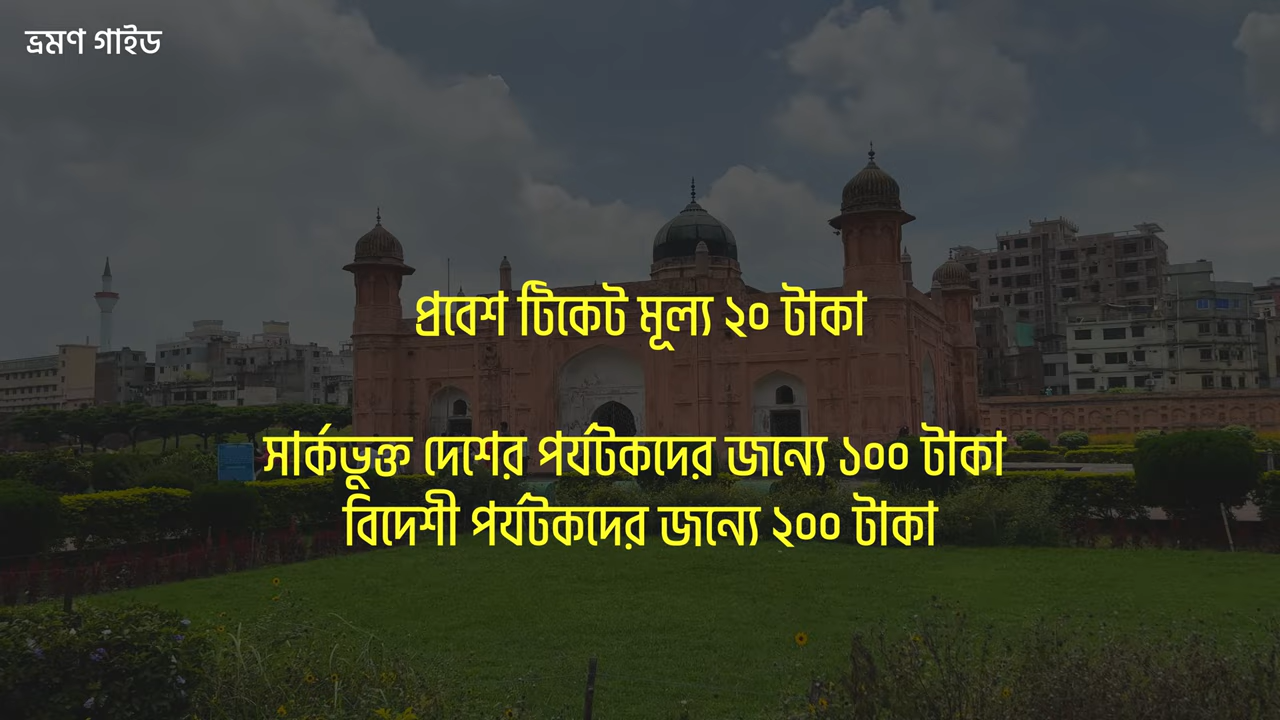 ভ্রমণ গাইড
প্রবেশ টিকেট মূল্য ২০ টাকা
সার্কভুক্ত দেশের পর্যটকদের জন্যে ১০০ টাকা
বিদেশী পর্যটকদের জন্যে ২০০ টাকা